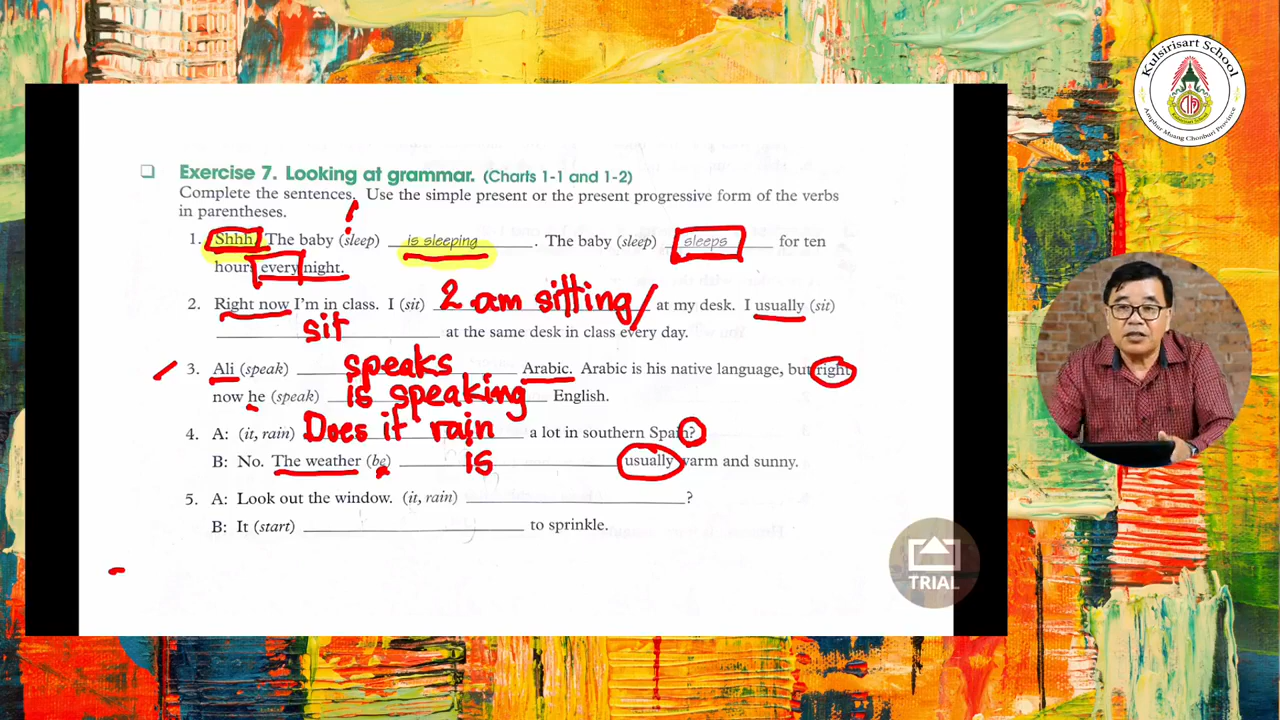 Kulsirisart School
Amphur Muang Chonburi Province
Exercise 7. Looking at grammar. (Charts 1-1 and 1-2)
Complete the sentences. Use the simple present or the present progressive form of the verbs
in parentheses.
1. Shhh! The baby (sleep) is sleeping . The baby (sleep) sleeps for ten
hours every night.
2. Right now I'm in class. I (sit) 2 am sitting at my desk. I usually (sit)
sit at the same desk in class every day.
3. Ali (speak) speaks Arabic. Arabic is his native language, but right
now he (speak) is speaking English.
4. A: (it, rain) Does it rain a lot in southern Spain?
B: No. The weather (be) is usually warm and sunny.
5. A: Look out the window. (it, rain) ?
B: It (start) to sprinkle.
TRIAL